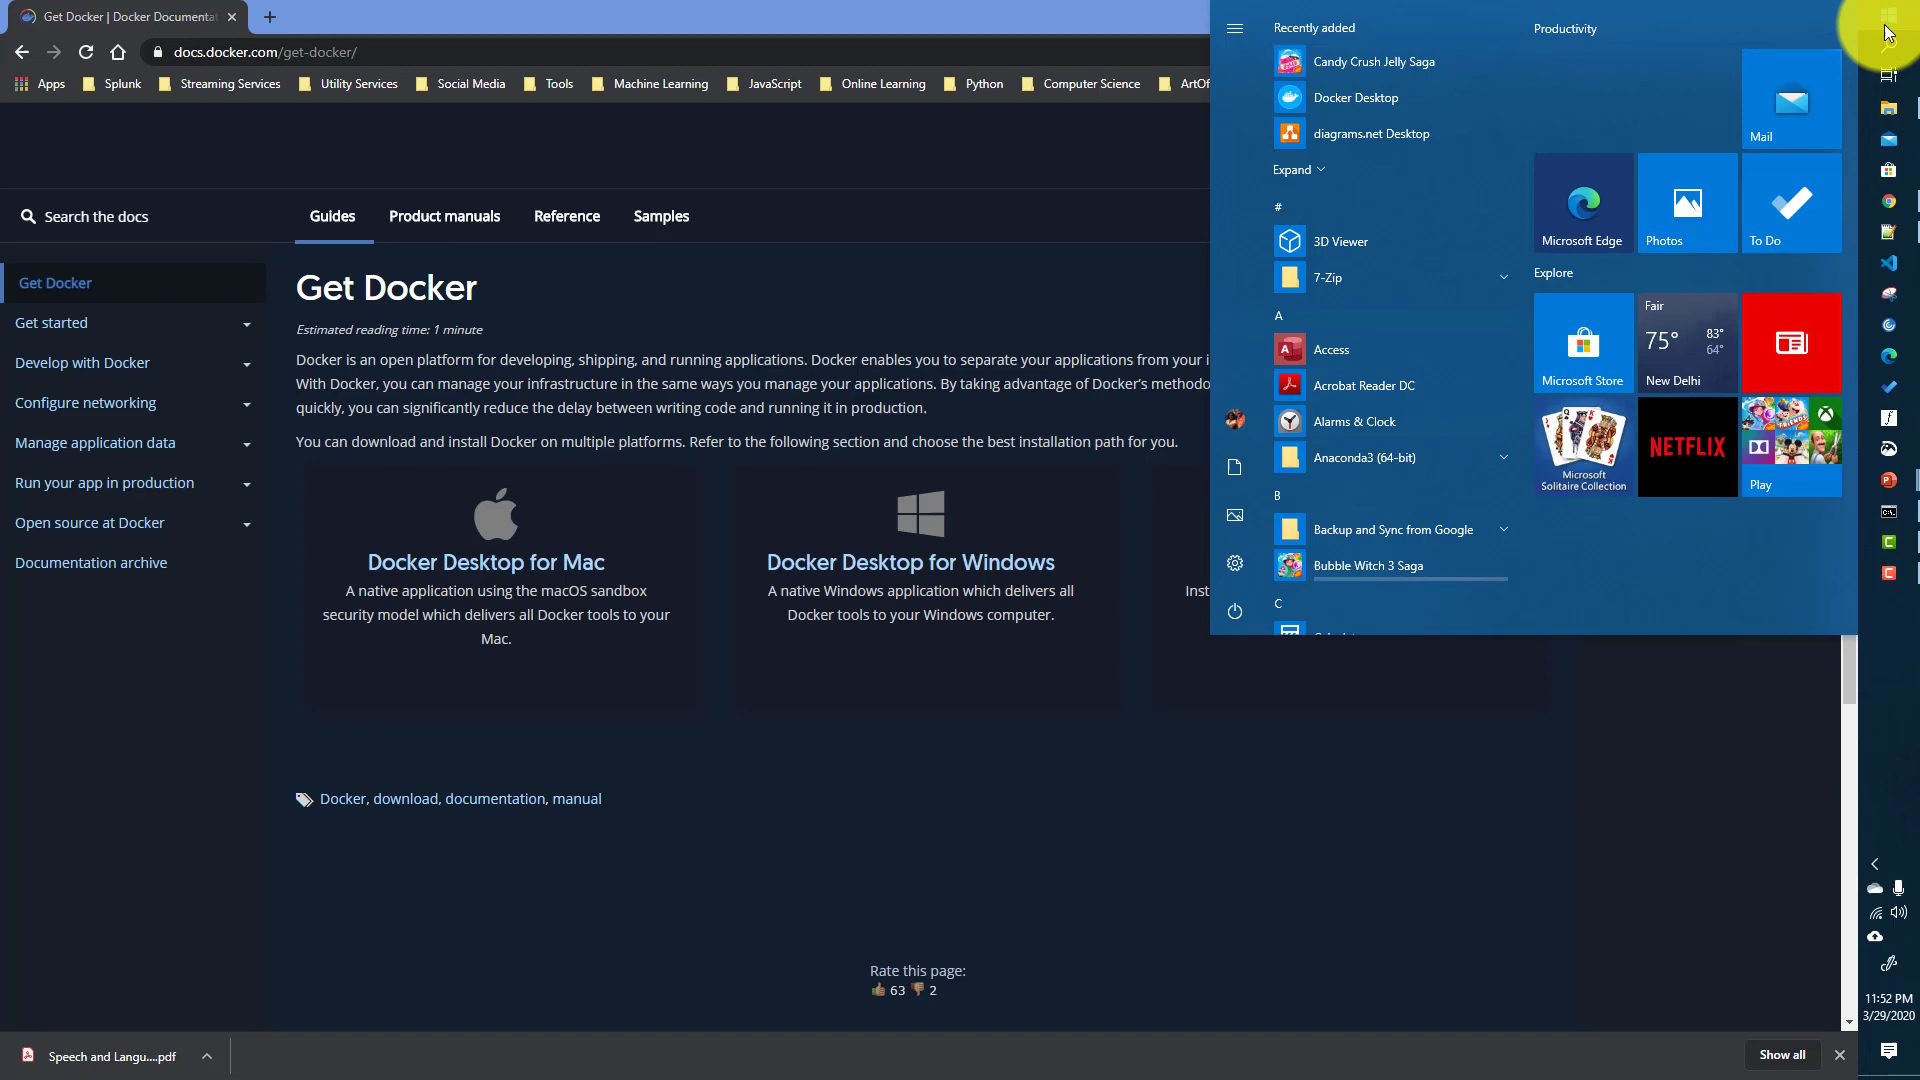 Get Docker | Docker Documenta
docs.docker.com/get-docker/
Apps Splunk Streaming Services Utility Services Social Media Tools Machine Learning JavaScript Online Learning Python Computer Science ArtOf
Search the docs
Guides Product manuals Reference Samples
Get Docker
Get started
Develop with Docker
Configure networking
Manage application data
Run your app in production
Open source at Docker
Documentation archive
Get Docker
Estimated reading time: 1 minute
Docker is an open platform for developing, shipping, and running applications. Docker enables you to separate your applications from your i
With Docker, you can manage your infrastructure in the same ways you manage your applications. By taking advantage of Docker's methodo
quickly, you can significantly reduce the delay between writing code and running it in production.
You can download and install Docker on multiple platforms. Refer to the following section and choose the best installation path for you.
Docker Desktop for Mac
A native application using the macOS sandbox
security model which delivers all Docker tools to your
Mac.
Docker Desktop for Windows
A native Windows application which delivers all
Docker tools to your Windows computer.
Inst
Docker, download, documentation, manual
Rate this page:
63 2
Recently added
Candy Crush Jelly Saga
Docker Desktop
diagrams.net Desktop
Expand
#
3D Viewer
7-Zip
A
Access
Acrobat Reader DC
Alarms & Clock
Anaconda3 (64-bit)
B
Backup and Sync from Google
Bubble Witch 3 Saga
C
Productivity
Mail
Microsoft Edge
Photos
To Do
Explore
Microsoft Store
Fair
75° 83°
64°
New Delhi
Microsoft
Solitaire Collection
NETFLIX
Play
11:52 PM
3/29/2020
Speech and Langu....pdf
Show all